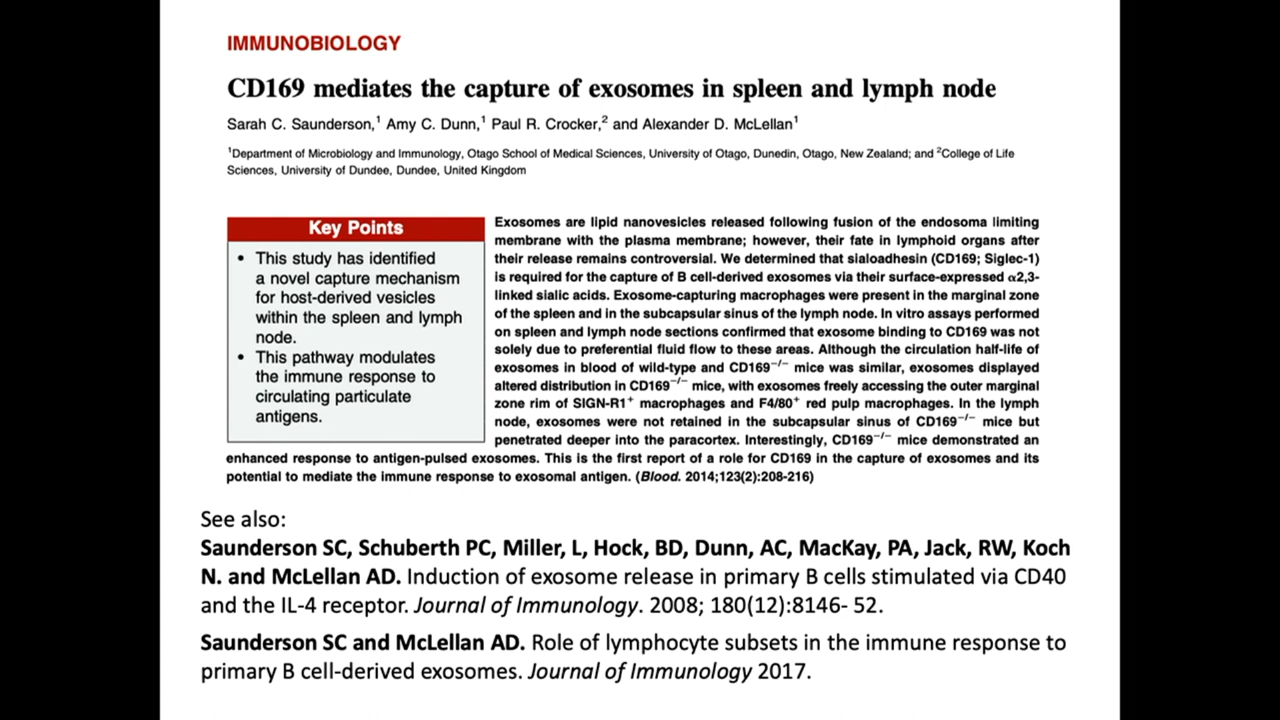 IMMUNOBIOLOGY
CD169 mediates the capture of exosomes in spleen and lymph node
Sarah C. Saunderson,¹ Amy C. Dunn,¹ Paul R. Crocker,² and Alexander D. McLellan¹
¹Department of Microbiology and Immunology, Otago School of Medical Sciences, University of Otago, Dunedin, Otago, New Zealand; and ²College of Life
Sciences, University of Dundee, Dundee, United Kingdom
Key Points
• This study has identified
a novel capture mechanism
for host-derived vesicles
within the spleen and lymph
node.
• This pathway modulates
the immune response to
circulating particulate
antigens.
Exosomes are lipid nanovesicles released following fusion of the endosoma limiting
membrane with the plasma membrane; however, their fate in lymphoid organs after
their release remains controversial. We determined that sialoadhesin (CD169; Siglec-1)
is required for the capture of B cell-derived exosomes via their surface-expressed α2,3-
linked sialic acids. Exosome-capturing macrophages were present in the marginal zone
of the spleen and in the subcapsular sinus of the lymph node. In vitro assays performed
on spleen and lymph node sections confirmed that exosome binding to CD169 was not
solely due to preferential fluid flow to these areas. Although the circulation half-life of
exosomes in blood of wild-type and CD169⁻/⁻ mice was similar, exosomes displayed
altered distribution in CD169⁻/⁻ mice, with exosomes freely accessing the outer marginal
zone rim of SIGN-R1⁺ macrophages and F4/80⁺ red pulp macrophages. In the lymph
node, exosomes were not retained in the subcapsular sinus of CD169⁻/⁻ mice but
penetrated deeper into the paracortex. Interestingly, CD169⁻/⁻ mice demonstrated an
enhanced response to antigen-pulsed exosomes. This is the first report of a role for CD169 in the capture of exosomes and its
potential to mediate the immune response to exosomal antigen. (Blood. 2014;123(2):208-216)
See also:
Saunderson SC, Schuberth PC, Miller, L, Hock, BD, Dunn, AC, MacKay, PA, Jack, RW, Koch
N. and McLellan AD. Induction of exosome release in primary B cells stimulated via CD40
and the IL-4 receptor. Journal of Immunology. 2008; 180(12):8146- 52.
Saunderson SC and McLellan AD. Role of lymphocyte subsets in the immune response to
primary B cell-derived exosomes. Journal of Immunology 2017.